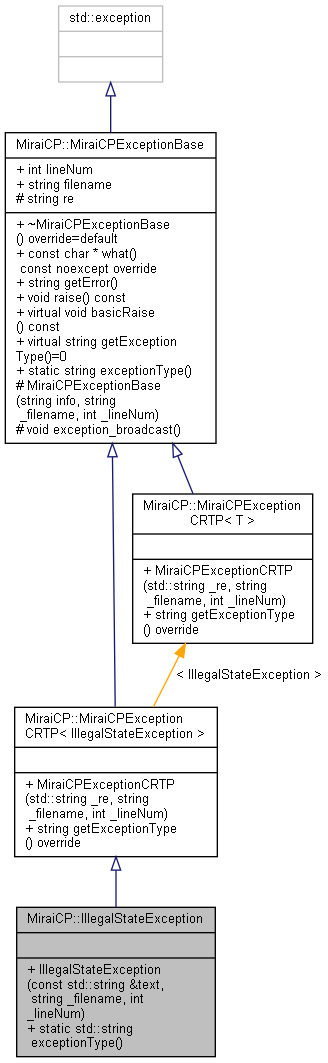 std::exception
MiraiCP::MiraiCPExceptionBase
+ int lineNum
+ string filename
# string re
+ ~MiraiCPExceptionBase
() override=default
+ const char * what()
const noexcept override
+ string getError()
+ void raise() const
+ virtual void basicRaise
() const
+ virtual string getException
Type()=0
+ static string exceptionType()
# MiraiCPExceptionBase
(string info, string
_filename, int _lineNum)
# void exception_broadcast()
MiraiCP::MiraiCPException
CRTP< T >
+ MiraiCPExceptionCRTP
(std::string _re, string
_filename, int _lineNum)
+ string getExceptionType
() override
< IllegalStateException >
MiraiCP::MiraiCPException
CRTP< IllegalStateException >
+ MiraiCPExceptionCRTP
(std::string _re, string
_filename, int _lineNum)
+ string getExceptionType
() override
MiraiCP::IllegalStateException
+ IllegalStateException
(const std::string &text,
string _filename, int
_lineNum)
+ static std::string
exceptionType()